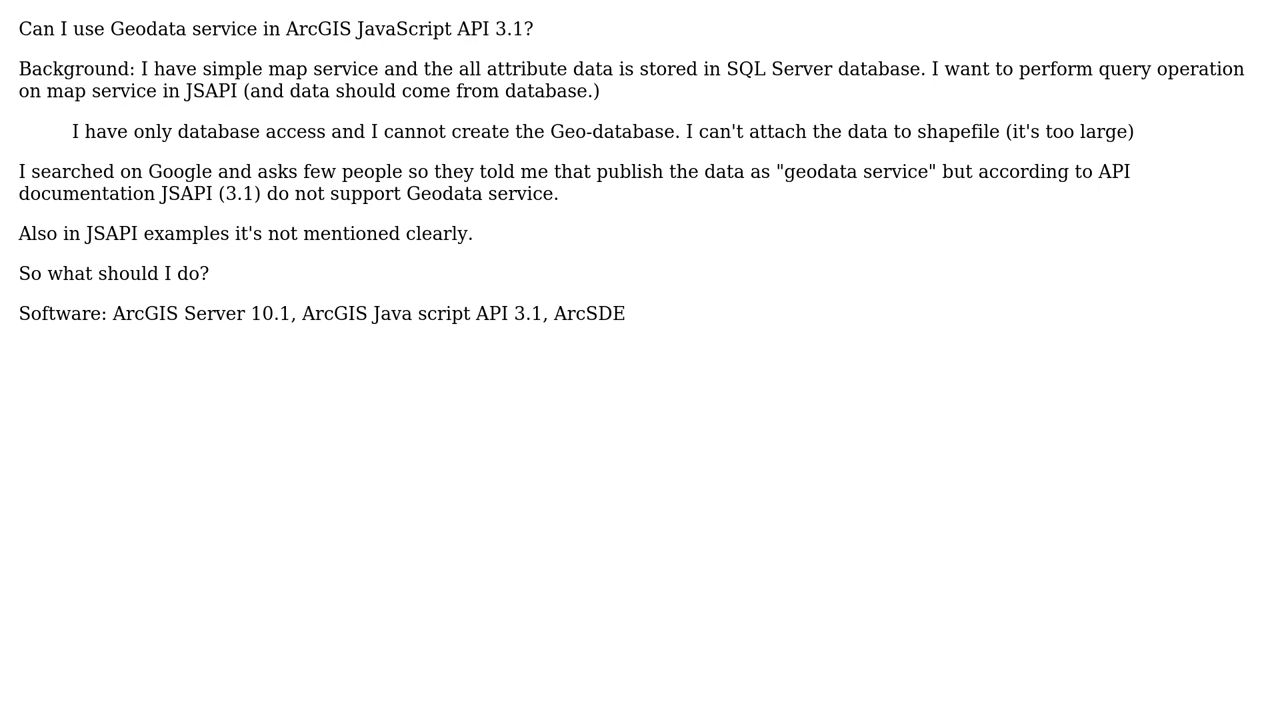 Can I use Geodata service in ArcGIS JavaScript API 3.1?
Background: I have simple map service and the all attribute data is stored in SQL Server database. I want to perform query operation
on map service in JSAPI (and data should come from database.)
I have only database access and I cannot create the Geo-database. I can't attach the data to shapefile (it's too large)
I searched on Google and asks few people so they told me that publish the data as "geodata service" but according to API
documentation JSAPI (3.1) do not support Geodata service.
Also in JSAPI examples it's not mentioned clearly.
So what should I do?
Software: ArcGIS Server 10.1, ArcGIS Java script API 3.1, ArcSDE